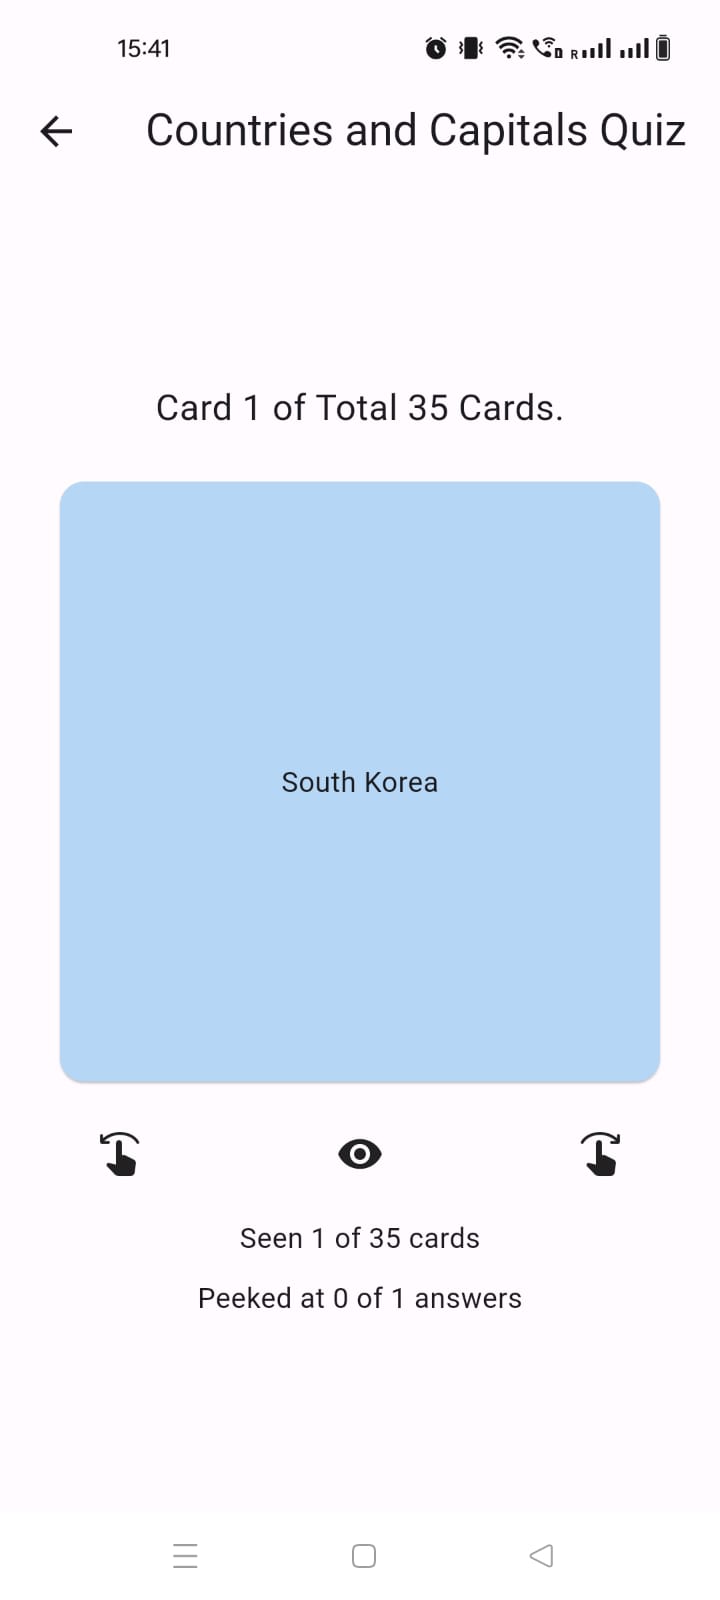 15:41
R
Countries and Capitals Quiz
Card 1 of Total 35 Cards.
South Korea
Seen 1 of 35 cards
Peeked at 0 of 1 answers